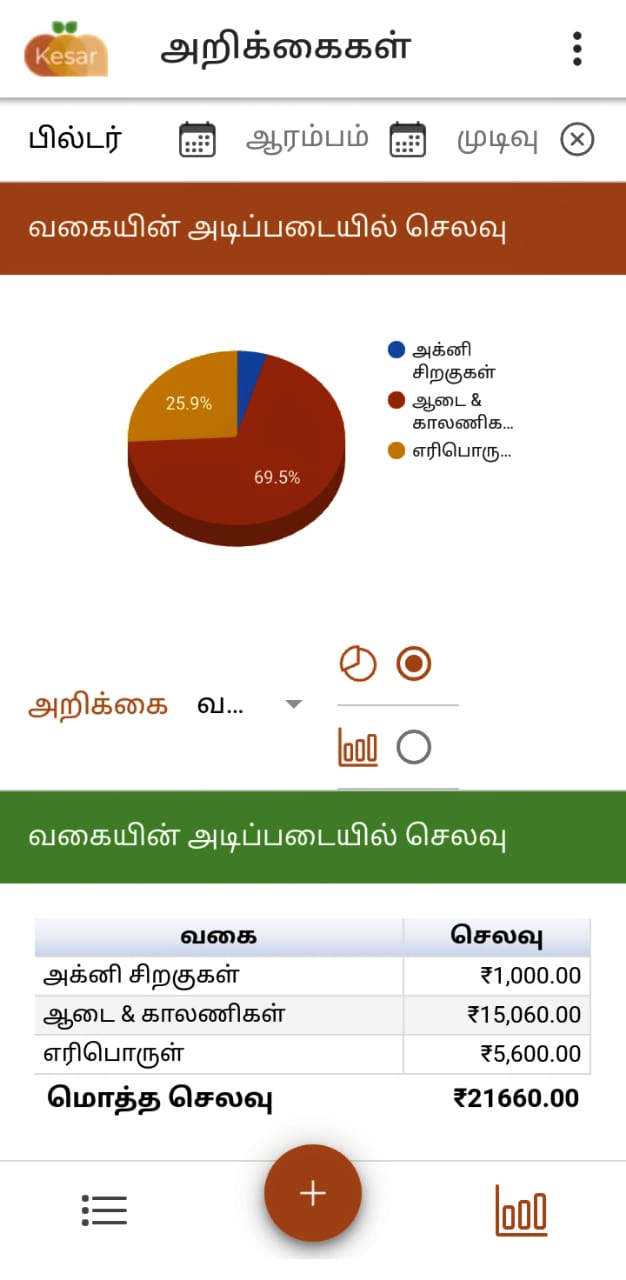 Kesar
அறிக்கைகள்
பில்டர் ஆரம்பம் முடிவு
வகையின் அடிப்படையில் செலவு
அக்னி
சிறகுகள்
ஆடை &
காலணிக...
எரிபொரு...
25.9%
69.5%
அறிக்கை வ...
வகையின் அடிப்படையில் செலவு
வகை செலவு
அக்னி சிறகுகள் ₹1,000.00
ஆடை & காலணிகள் ₹15,060.00
எரிபொருள் ₹5,600.00
மொத்த செலவு ₹21660.00